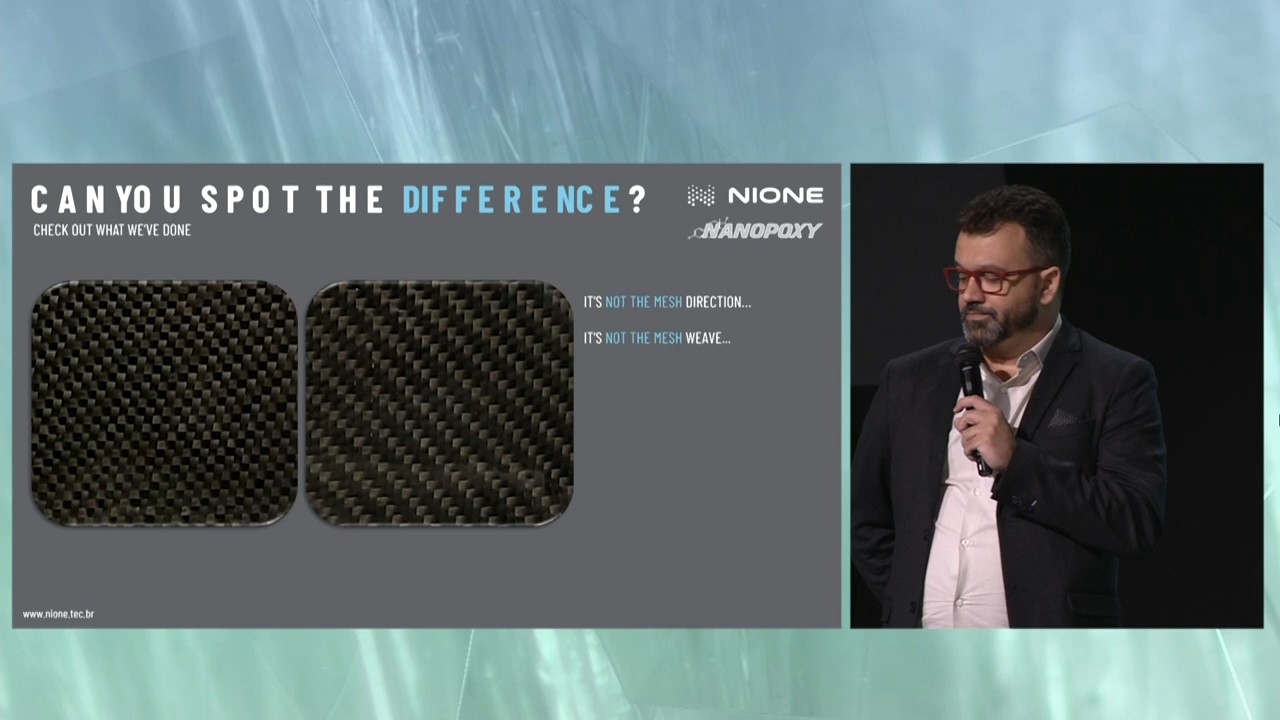 CAN YOU SPOT THE DIFFERENCE?
CHECK OUT WHAT WE'VE DONE
NIONE
NANOPOXY
IT'S NOT THE MESH DIRECTION...
IT'S NOT THE MESH WEAVE...
www.nione.tec.br